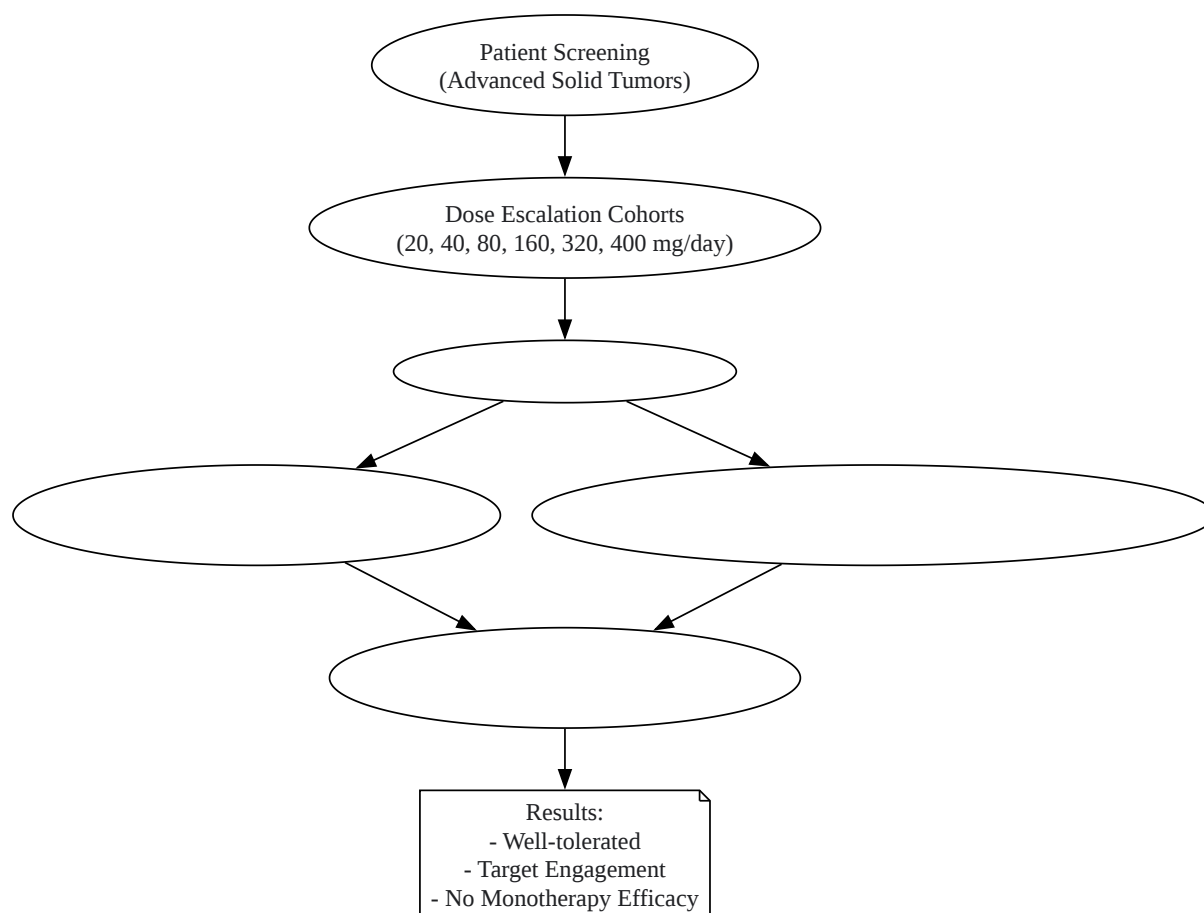 Patient Screening
(Advanced Solid Tumors)
Dose Escalation Cohorts
(20, 40, 80, 160, 320, 400 mg/day)
Results:
- Well-tolerated
- Target Engagement
- No Monotherapy Efficacy